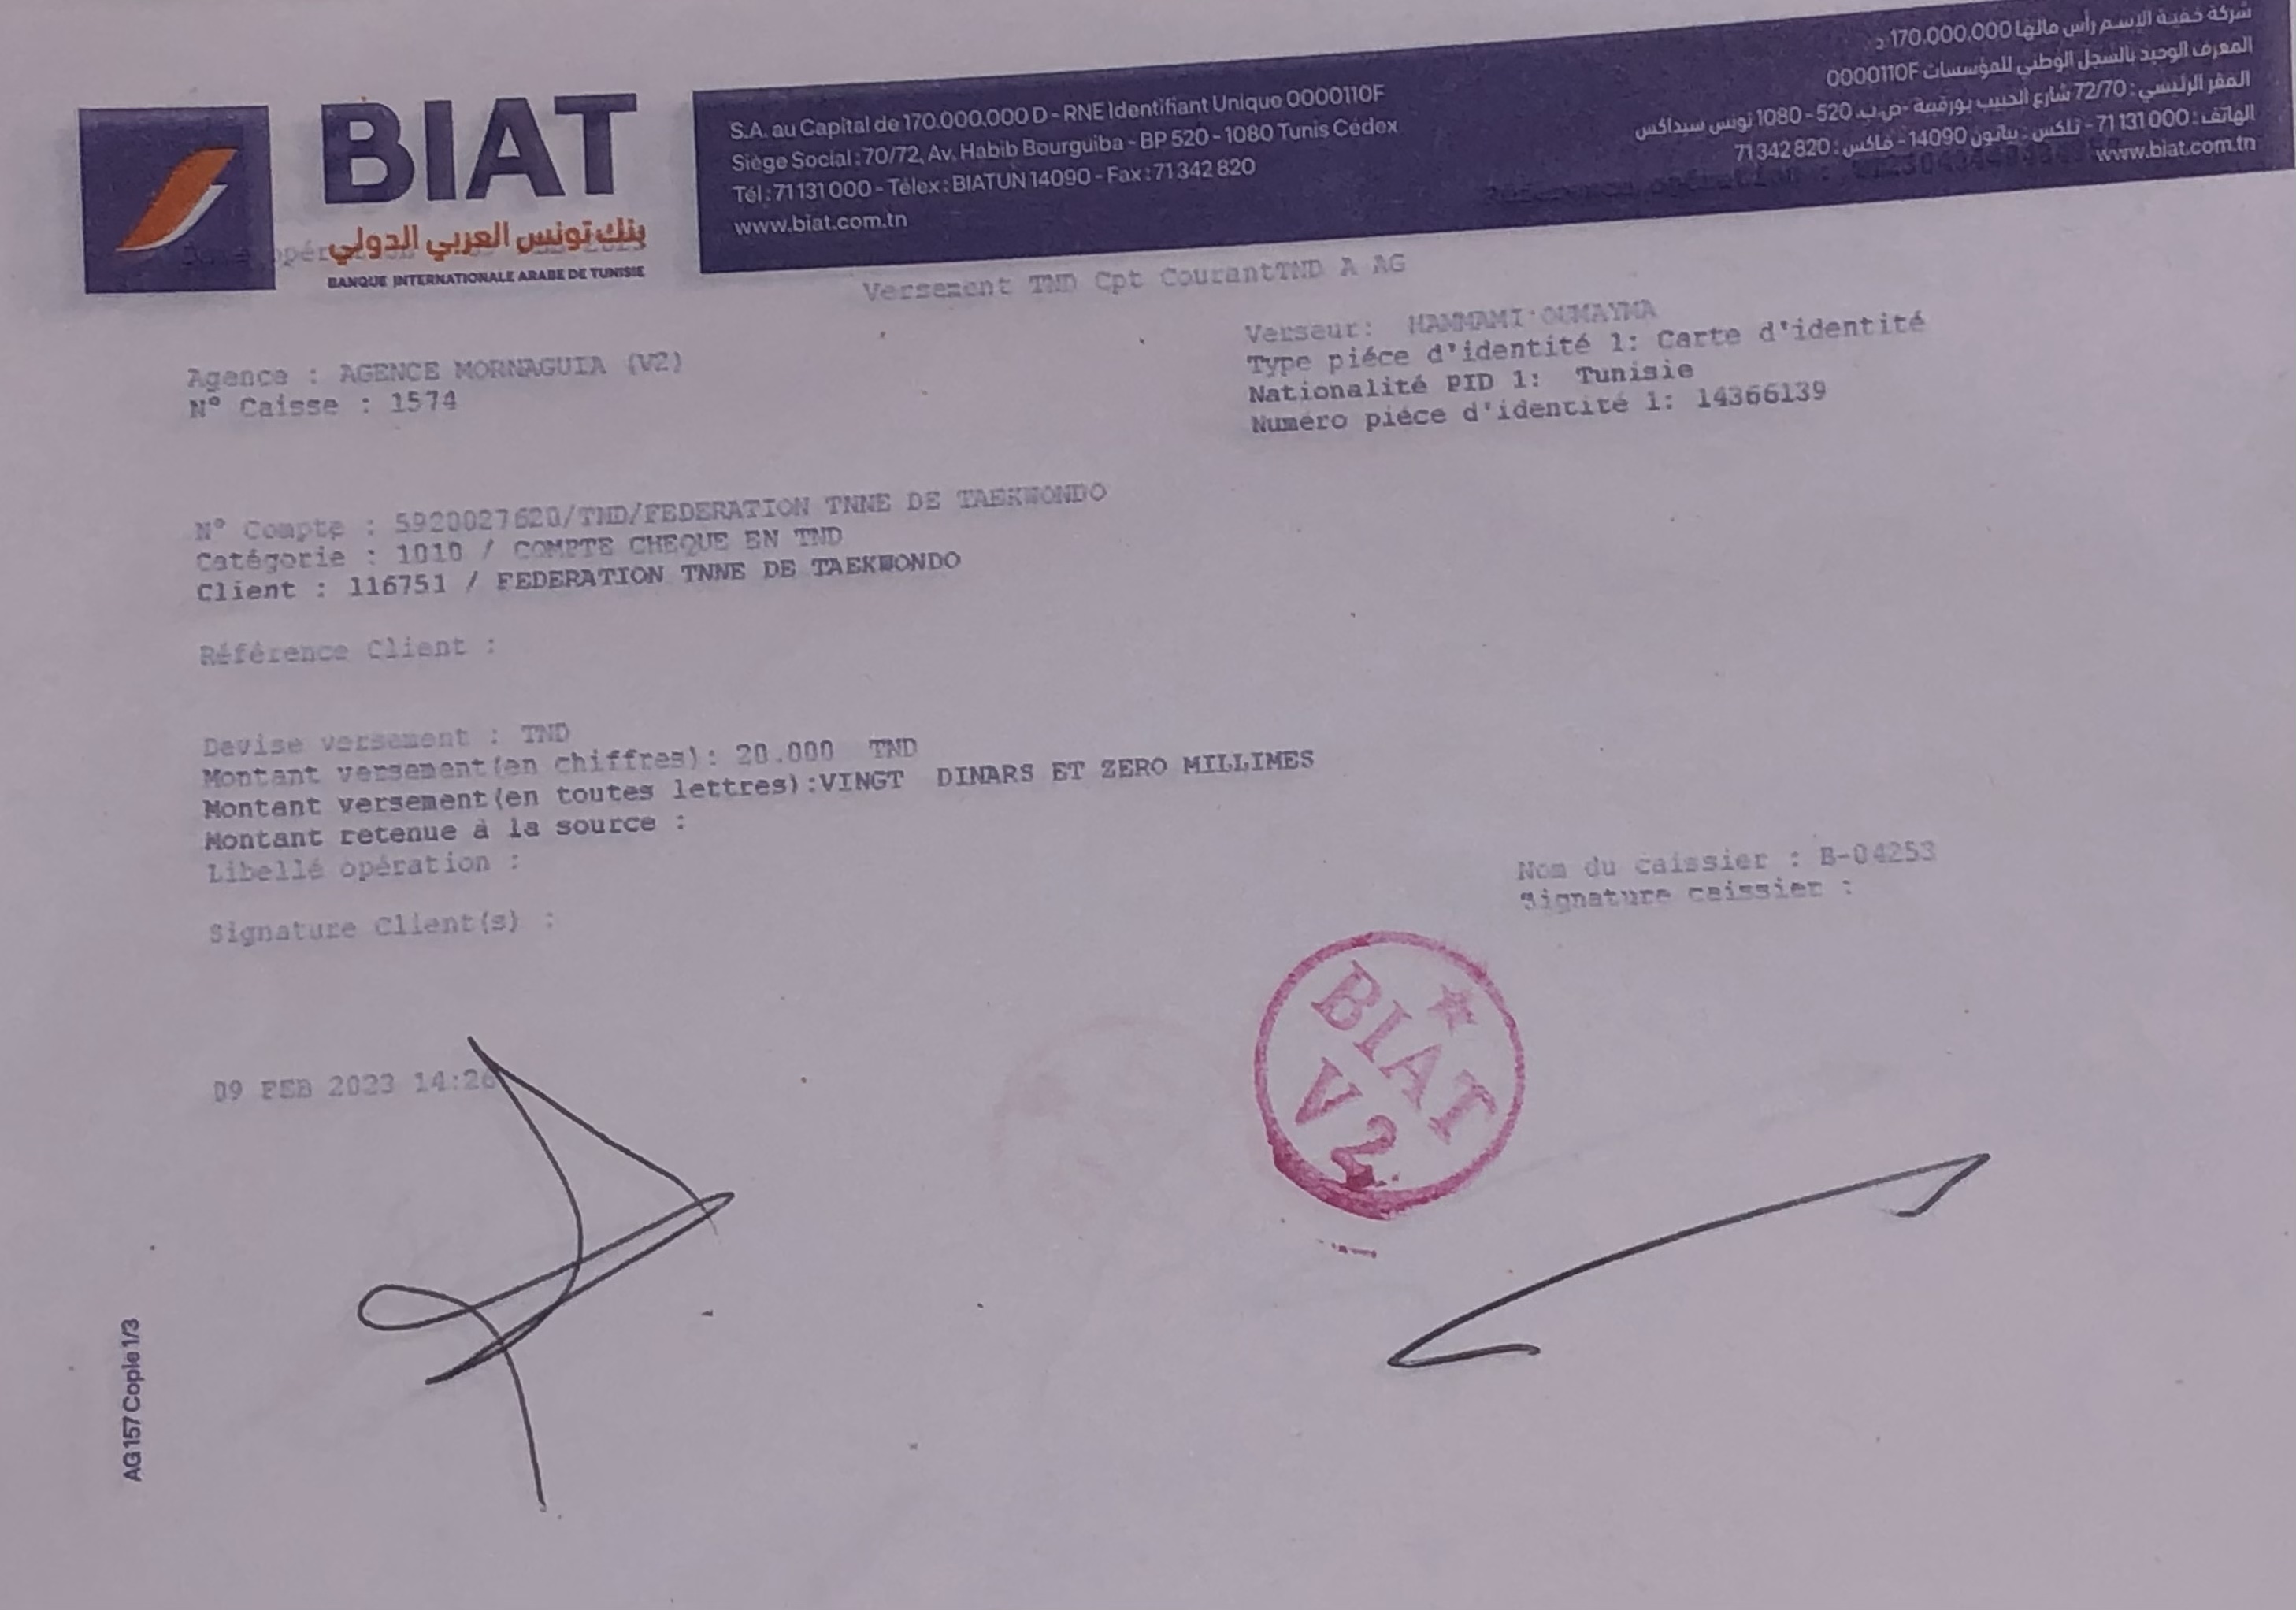 BIAT
بنك تونس العربي الدولي
BANQUE INTERNATIONALE ARABE DE TUNISIE
S.A. au Capital de 170.000.000 D - RNE Identifiant Unique 0000110F
Siège Social : 70/72, Av. Habib Bourguiba - BP 520 - 1080 Tunis Cédex
Tél : 71 131 000 - Télex : BIATUN 14090 - Fax : 71 342 820
www.biat.com.tn
شركة خفية الإسم رأس مالها 170.000.000 د
المعرف الوحيد بالسجل الوطني للمؤسسات 0000110F
المقر الرئيسي : 72/70 شارع الحبيب بورقيبة -ص.ب. 520 - 1080 تونس سيداكس
الهاتف : 71 131 000 - تلكس : بياتون 14090 - فاكس : 71 342 820
www.biat.com.tn
Versement TND Cpt CourantTND A AG
Agence : AGENCE MORNAGUIA (V2)
N° Caisse : 1574
Verseur: HAMMAMI OUMAYMA
Type piéce d'identité 1: Carte d'identité
Nationalité PID 1: Tunisie
Numéro piéce d'identité 1: 14366139
N° Compte : 5920027620/TND/FEDERATION TNNE DE TAEKWONDO
Catégorie : 1010 / COMPTE CHEQUE EN TND
Client : 116751 / FEDERATION TNNE DE TAEKWONDO
Référence Client :
Devise versement : TND
Montant versement(en chiffres): 20.000 TND
Montant versement(en toutes lettres):VINGT DINARS ET ZERO MILLIMES
Montant retenue à la source :
Libellé opération :
Nom du caissier : B-04253
Signature caissier :
Signature Client(s) :
BIAT
V2
09 FEB 2023 14:26
AG 157 Copie 1/3